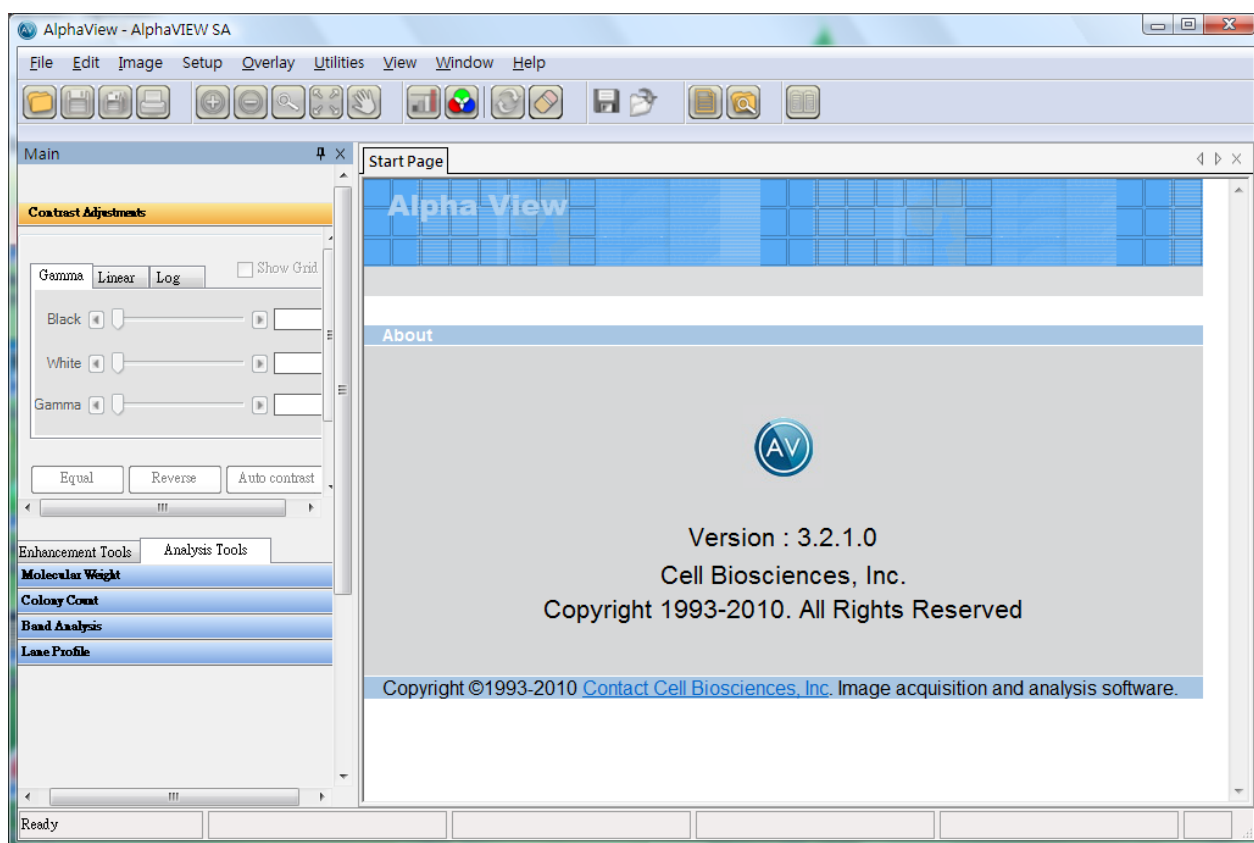 AlphaView - AlphaVIEW SA
File Edit Image Setup Overlay Utilities View Window Help
Main
Start Page
Contrast Adjustments
Gamma Linear Log Show Grid
Black
White
Gamma
Equal Reverse Auto contrast
Enhancement Tools Analysis Tools
Molecular Weight
Colony Count
Band Analysis
Lane Profile
Alpha View
About
AV
Version : 3.2.1.0
Cell Biosciences, Inc.
Copyright 1993-2010. All Rights Reserved
Copyright ©1993-2010 Contact Cell Biosciences, Inc. Image acquisition and analysis software.
Ready